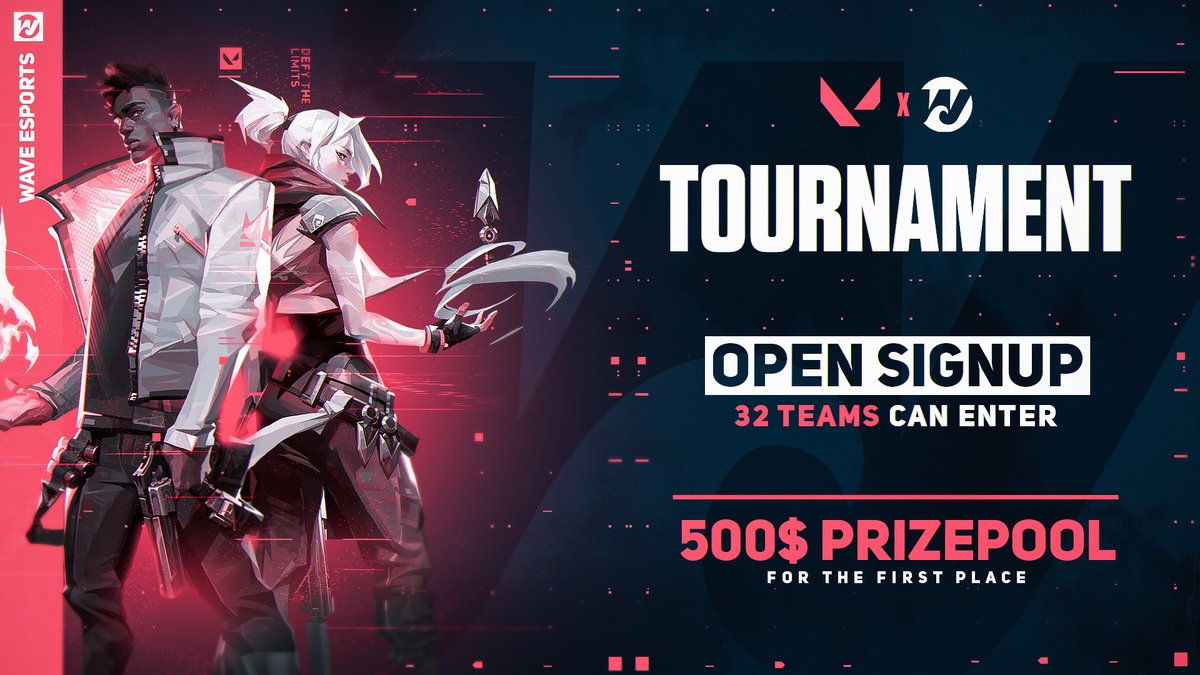 WAVE ESPORTS
DEFY THE
LIMITS
X
TOURNAMENT
OPEN SIGNUP
32 TEAMS CAN ENTER
500$ PRIZEPOOL
FOR THE FIRST PLACE